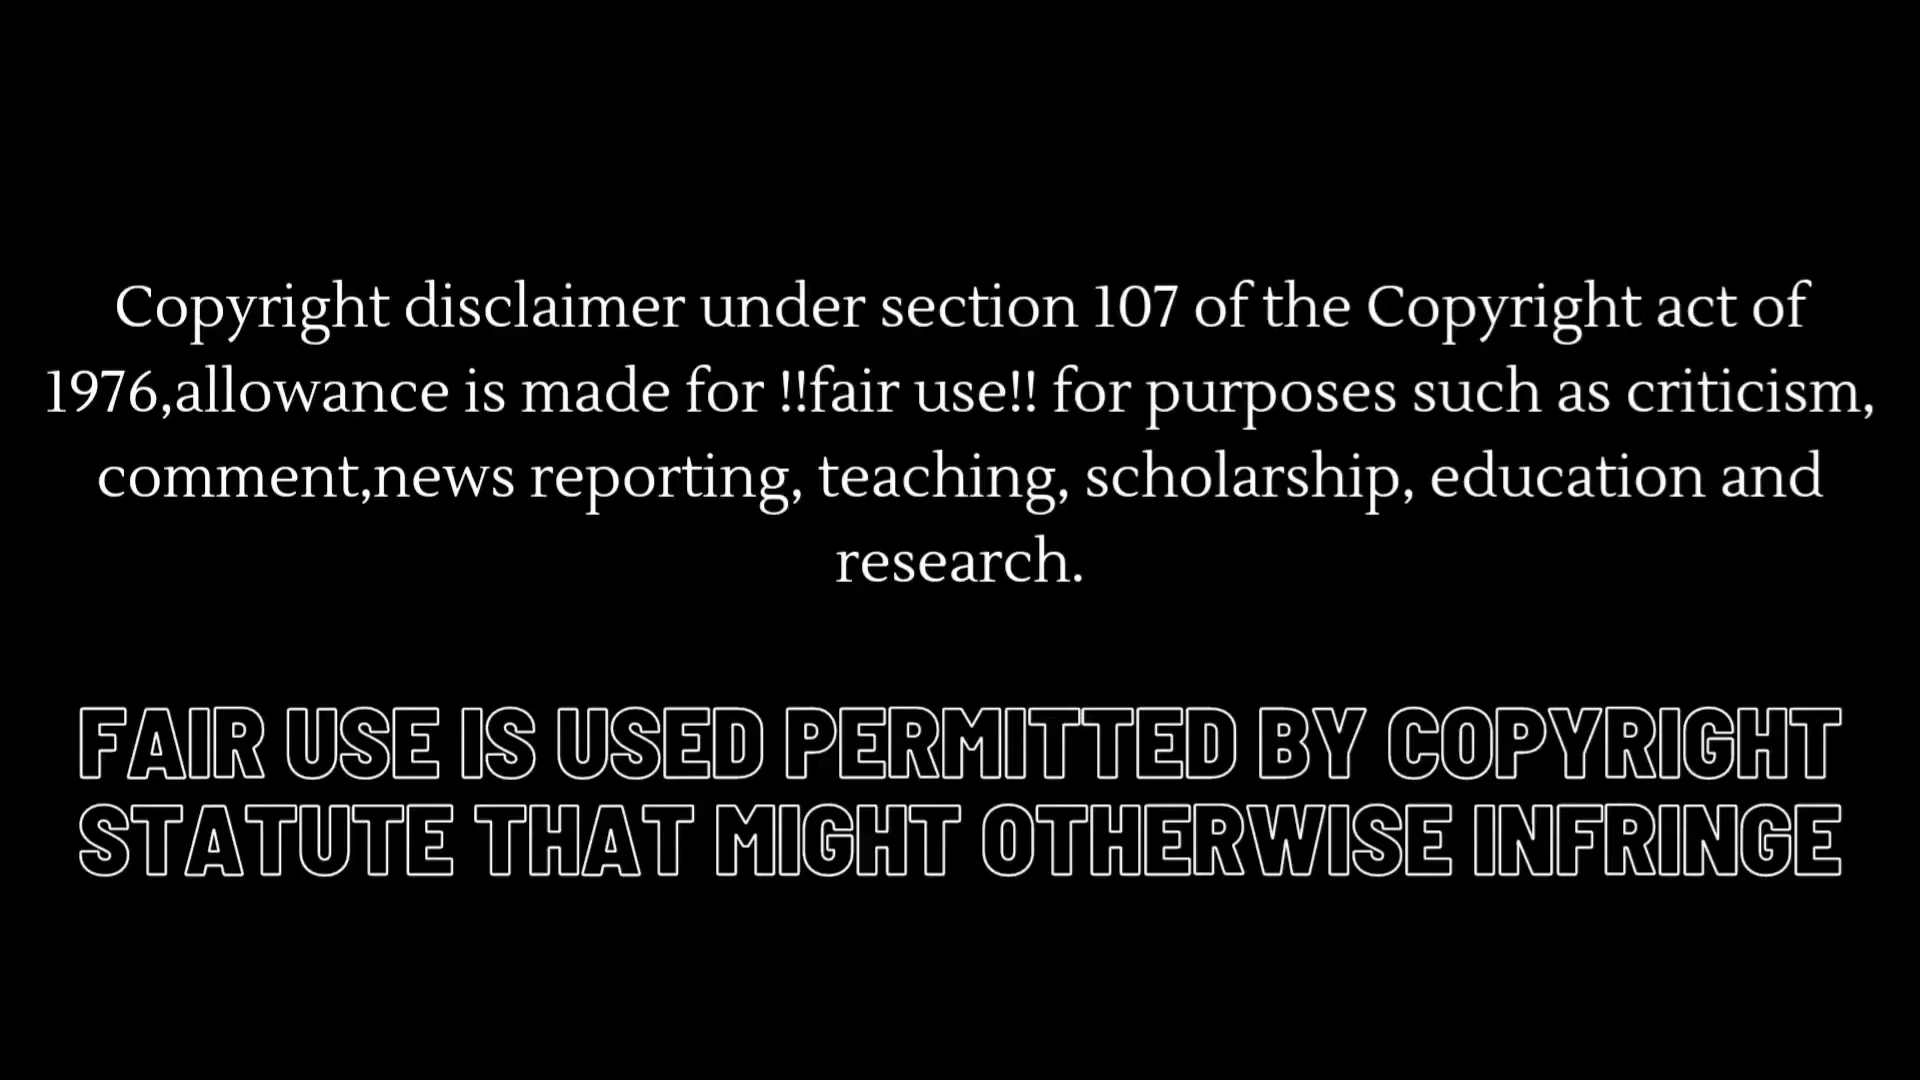 Copyright disclaimer under section 107 of the Copyright act of
1976,allowance is made for !!fair use!! for purposes such as criticism,
comment,news reporting, teaching, scholarship, education and
research.
FAIR USE IS USED PERMITTED BY COPYRIGHT
STATUTE THAT MIGHT OTHERWISE INFRINGE